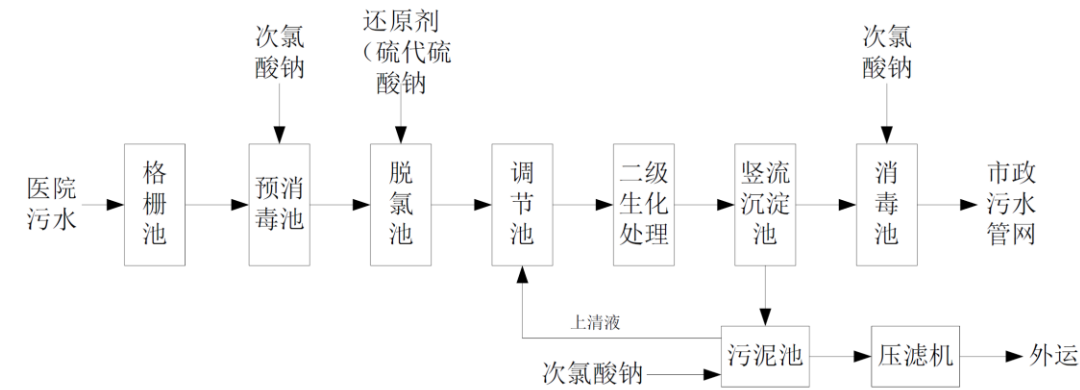 次氯
酸钠
还原剂
（硫代硫
酸钠
次氯
酸钠
医院
污水
格
栅
池
预消
毒池
脱
氯
池
调
节
池
二级
生化
处理
竖流
沉淀
池
消
毒
池
市政
污水
管网
上清液
次氯酸钠
污泥池
压滤机
外运